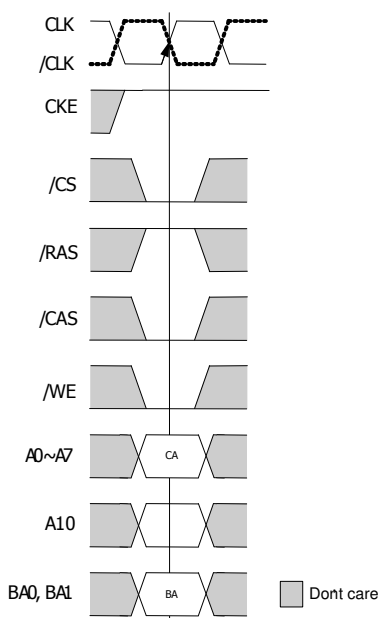 CLK
/CLK
CKE
/CS
/RAS
/CAS
/WE
A0~A7 CA
A10
BA0, BA1 BA Dont care